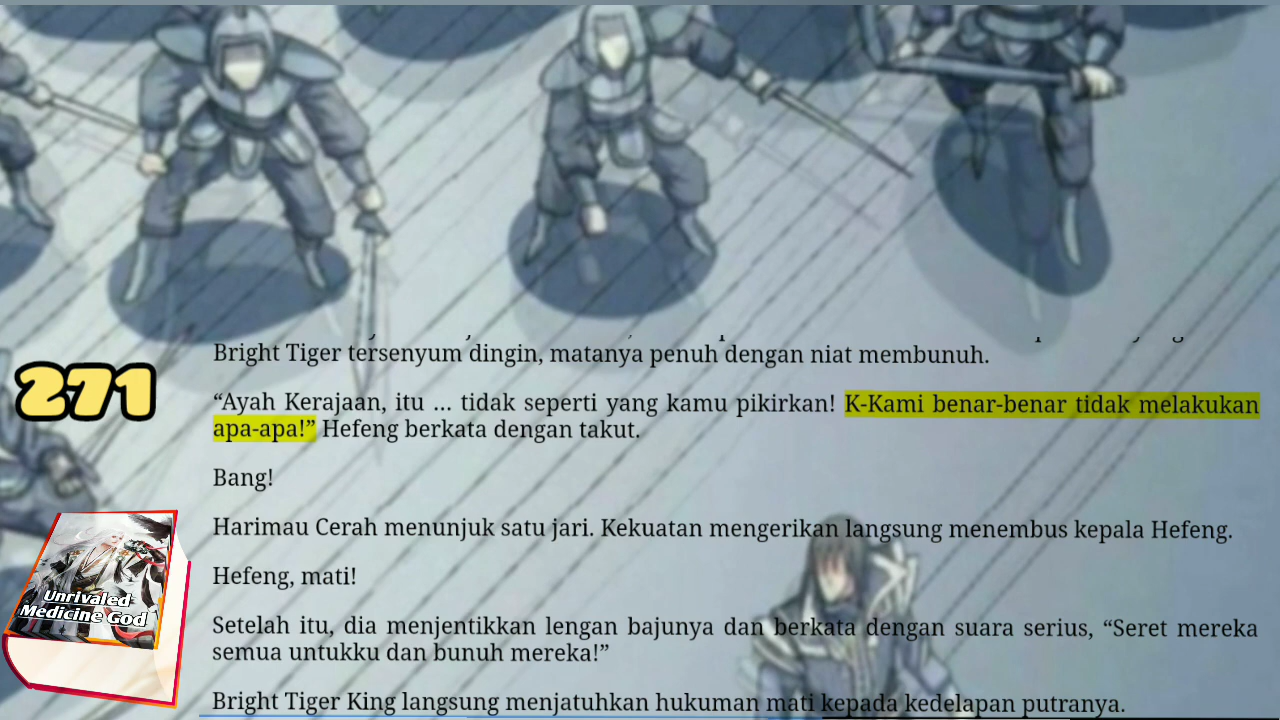 Bright Tiger tersenyum dingin, matanya penuh dengan niat membunuh.
“Ayah Kerajaan, itu ... tidak seperti yang kamu pikirkan! K-Kami benar-benar tidak melakukan
apa-apa!” Hefeng berkata dengan takut.
Bang!
Harimau Cerah menunjuk satu jari. Kekuatan mengerikan langsung menembus kepala Hefeng.
Hefeng, mati!
Setelah itu, dia menjentikkan lengan bajunya dan berkata dengan suara serius, “Seret mereka
semua untukku dan bunuh mereka!”
Bright Tiger King langsung menjatuhkan hukuman mati kepada kedelapan putranya.
271
Unrivaled
Medicine God